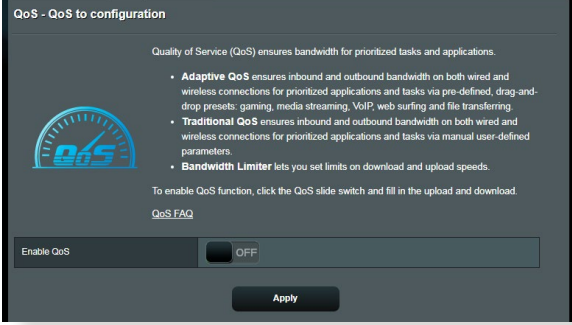 QoS - QoS to configuration
Quality of Service (QoS) ensures bandwidth for prioritized tasks and applications.
• Adaptive QoS ensures inbound and outbound bandwidth on both wired and
wireless connections for prioritized applications and tasks via pre-defined, drag-and-
drop presets: gaming, media streaming, VoIP, web surfing and file transferring.
• Traditional QoS ensures inbound and outbound bandwidth on both wired and
wireless connections for prioritized applications and tasks via manual user-defined
parameters.
• Bandwidth Limiter lets you set limits on download and upload speeds.
QoS
To enable QoS function, click the QoS slide switch and fill in the upload and download.
QoS FAQ
Enable QoS
OFF
Apply